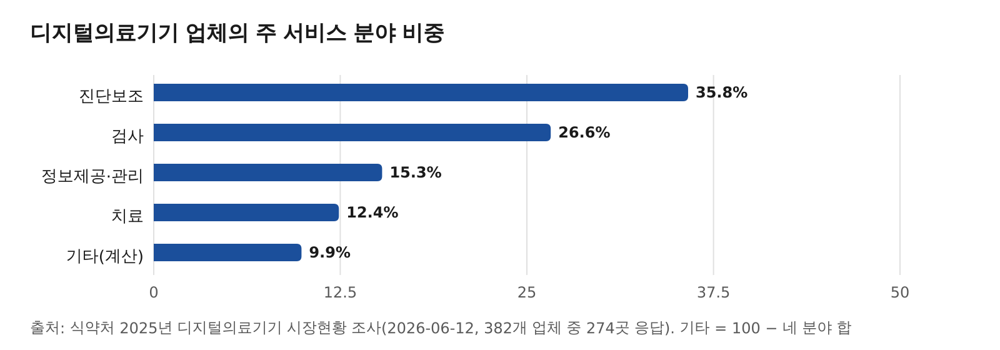 디지털의료기기 업체의 주 서비스 분야 비중
진단보조 35.8%
검사 26.6%
정보제공·관리 15.3%
치료 12.4%
기타(계산) 9.9%
0 12.5 25 37.5 50
출처: 식약처 2025년 디지털의료기기 시장현황 조사(2026-06-12, 382개 업체 중 274곳 응답). 기타 = 100 − 네 분야 합